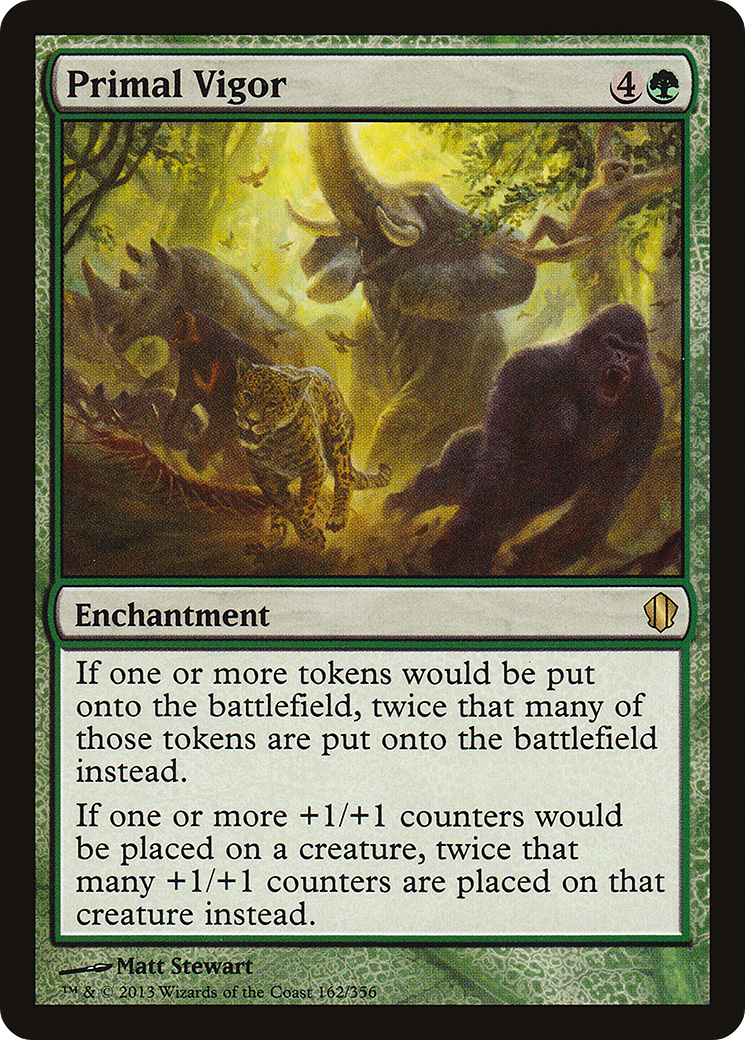 Primal Vigor 4
Enchantment
If one or more tokens would be put
onto the battlefield, twice that many of
those tokens are put onto the battlefield
instead.
If one or more +1/+1 counters would
be placed on a creature, twice that
many +1/+1 counters are placed on that
creature instead.
Matt Stewart
™ & © 2013 Wizards of the Coast 162/356